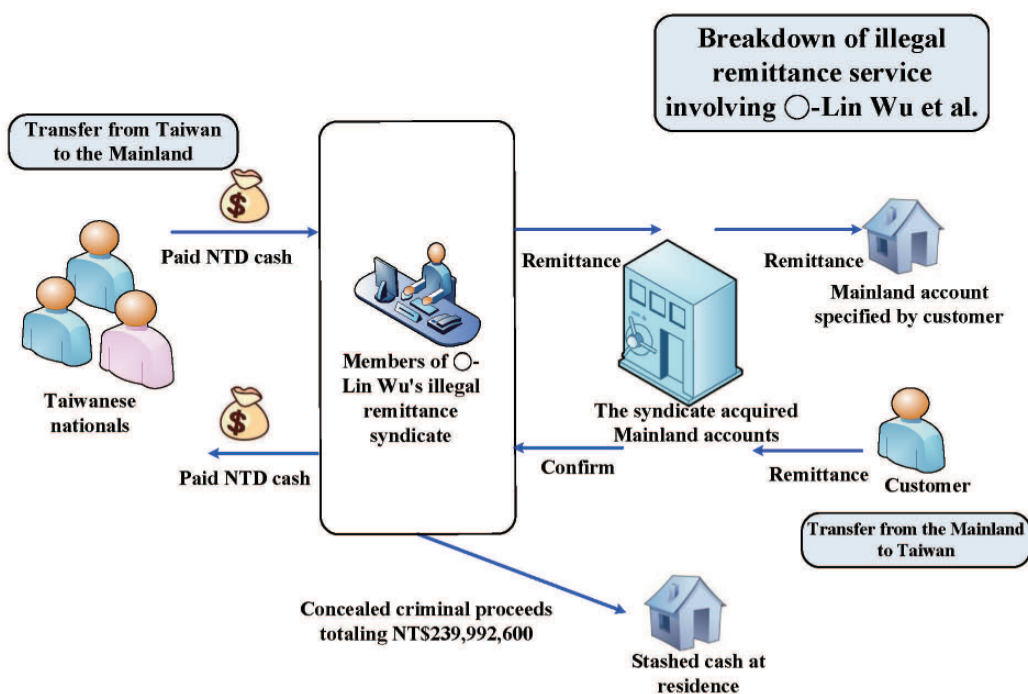 Breakdown of illegal
remittance service
involving ○-Lin Wu et al.
Transfer from Taiwan
to the Mainland
Paid NTD cash
Remittance
Remittance
Mainland account
specified by customer
Members of ○-
Lin Wu's illegal
remittance
syndicate
Taiwanese
nationals
The syndicate acquired
Mainland accounts
Paid NTD cash
Confirm
Remittance
Customer
Transfer from the Mainland
to Taiwan
Concealed criminal proceeds
totaling NT$239,992,600
Stashed cash at
residence